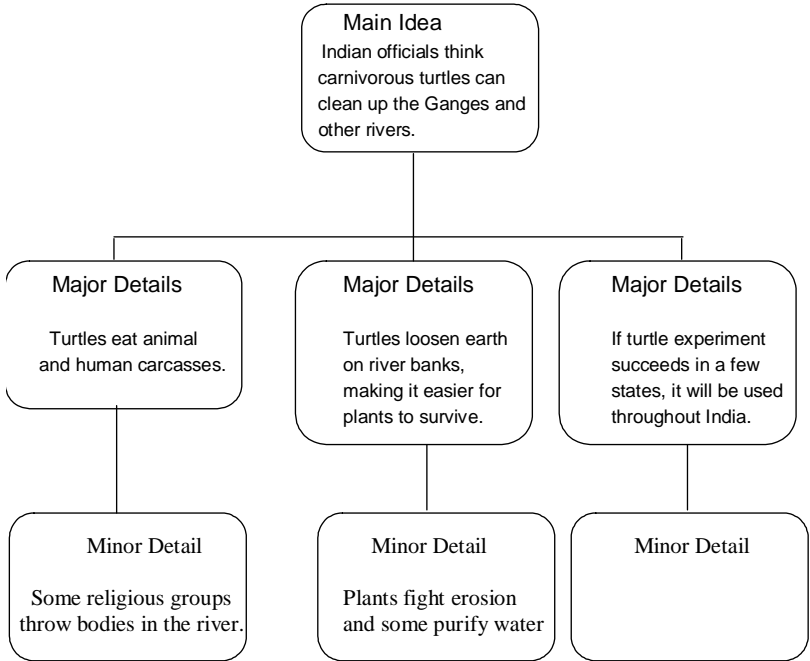 Main Idea
Indian officials think
carnivorous turtles can
clean up the Ganges and
other rivers.
Major Details
Turtles eat animal
and human carcasses.
Major Details
Turtles loosen earth
on river banks,
making it easier for
plants to survive.
Major Details
If turtle experiment
succeeds in a few
states, it will be used
throughout India.
Minor Detail
Some religious groups
throw bodies in the river.
Minor Detail
Plants fight erosion
and some purify water
Minor Detail